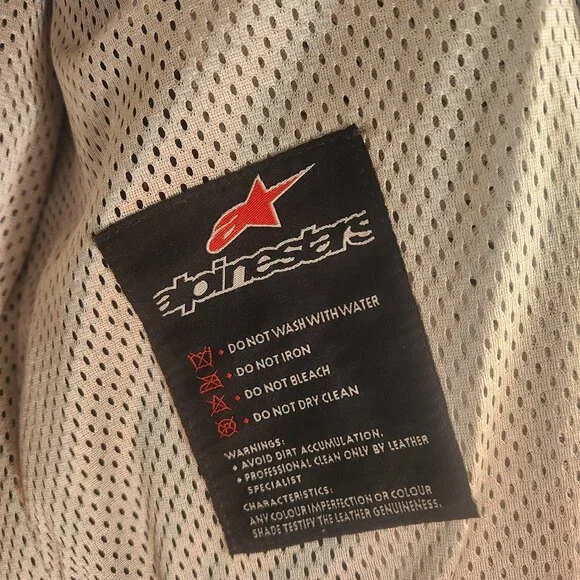 alpinestars
DO NOT WASH WITH WATER
DO NOT IRON
DO NOT BLEACH
DO NOT DRY CLEAN
WARNINGS:
• AVOID DIRT ACCUMULATION.
• PROFESSIONAL CLEAN ONLY BY LEATHER
SPECIALIST
CHARACTERISTICS:
ANY COLOUR IMPERFECTION OR COLOUR
SHADE TESTIFY THE LEATHER GENUINENESS.